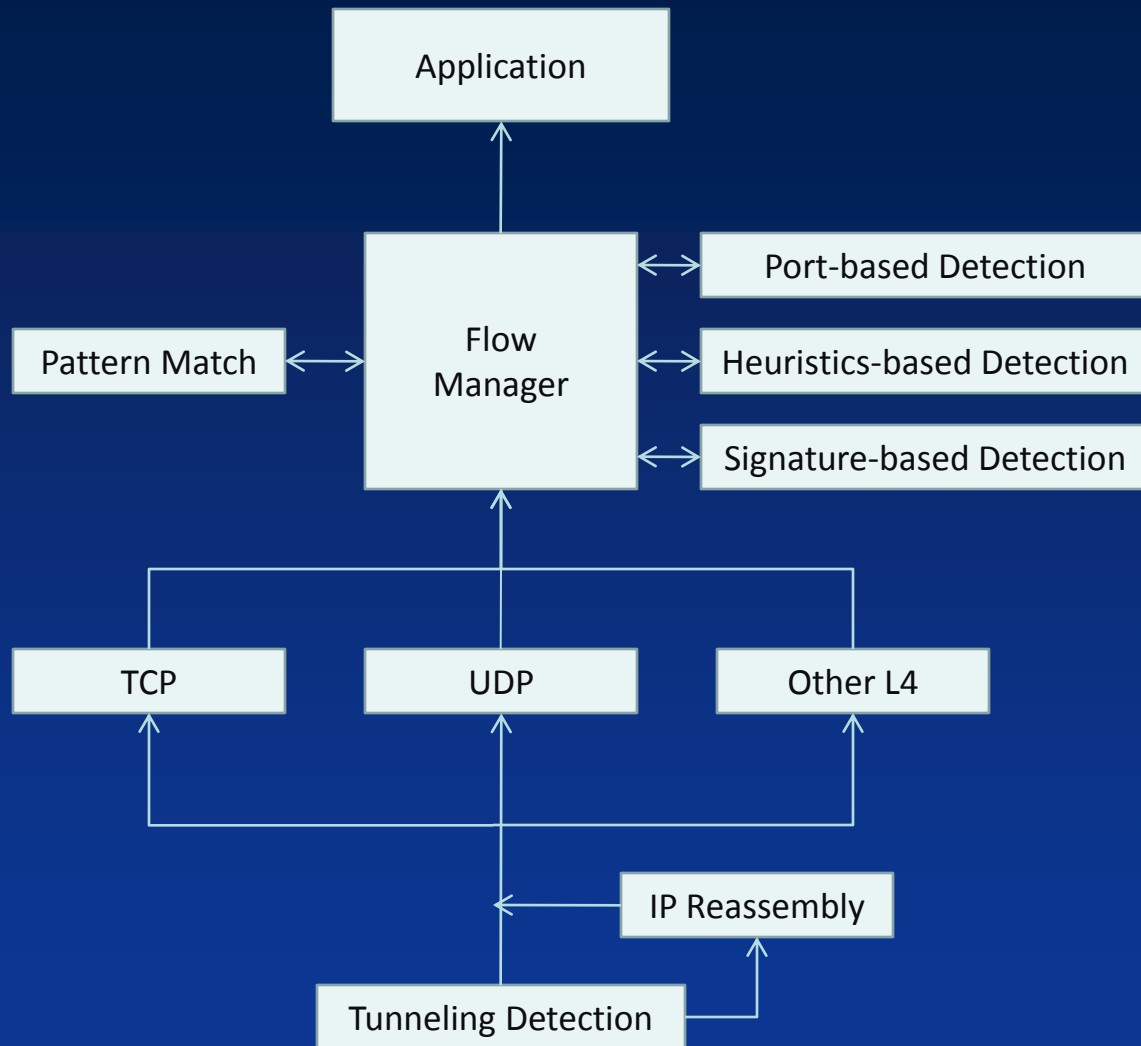 Application
Port-based Detection
Pattern Match
Flow
Manager
Heuristics-based Detection
Signature-based Detection
TCP
UDP
Other L4
IP Reassembly
Tunneling Detection